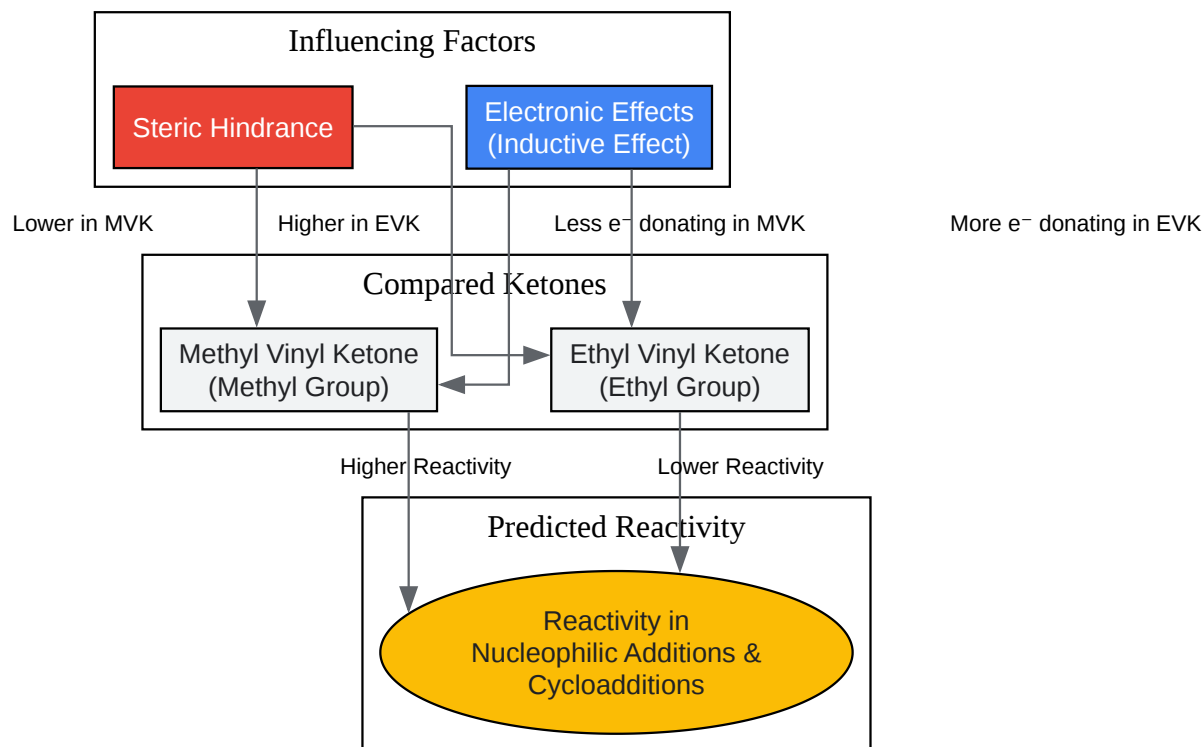 Influencing Factors
Steric Hindrance
Electronic Effects
(Inductive Effect)
Lower in MVK
Higher in EVK
Less e⁻ donating in MVK
More e⁻ donating in EVK
Compared Ketones
Methyl Vinyl Ketone
(Methyl Group)
Ethyl Vinyl Ketone
(Ethyl Group)
Higher Reactivity
Lower Reactivity
Predicted Reactivity
Reactivity in
Nucleophilic Additions &
Cycloadditions